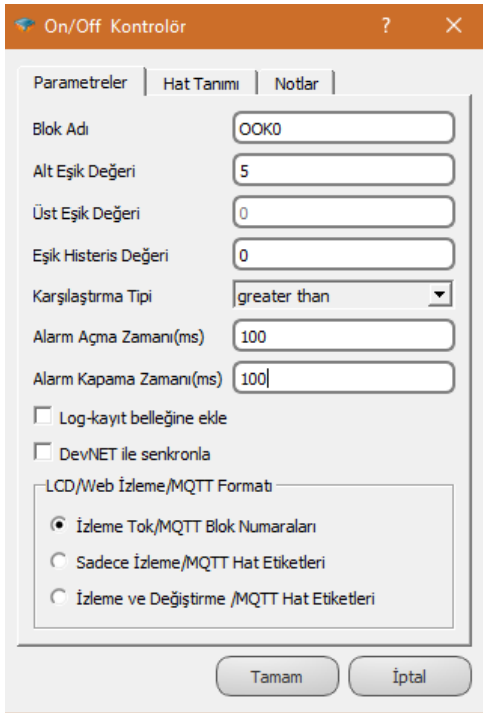 On/Off Kontrolör ? ×
Parametreler Hat Tanımı Notlar
Blok Adı OOK0
Alt Eşik Değeri 5
Üst Eşik Değeri 0
Eşik Histeris Değeri 0
Karşılaştırma Tipi greater than
Alarm Açma Zamanı(ms) 100
Alarm Kapama Zamanı(ms) 100
Log-kayıt belleğine ekle
DevNET ile senkronla
LCD/Web İzleme/MQTT Formatı
İzleme Tok/MQTT Blok Numaraları
Sadece İzleme/MQTT Hat Etiketleri
İzleme ve Değiştirme /MQTT Hat Etiketleri
Tamam İptal